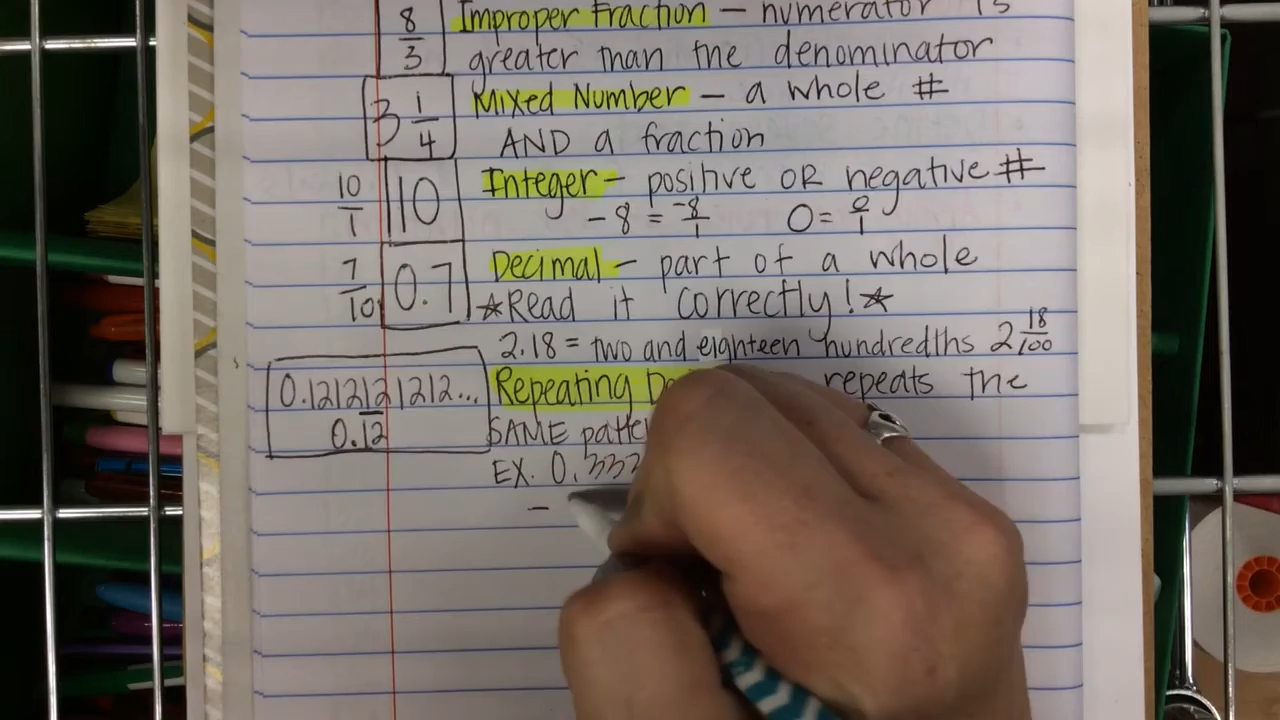 8/3 Improper Fraction – numerator is
greater than the denominator
3 1/4 Mixed Number – a whole #
AND a fraction
10/1 10 Integer – positive OR negative #
-8 = -8/1 0 = 0/1
7/10 0.7 Decimal – part of a whole
☆Read it correctly!☆
2.18 = two and eighteen hundredths 2 18/100
0.1212121212... Repeating repeats the
0.12̅ SAME
EX. 0.333
–